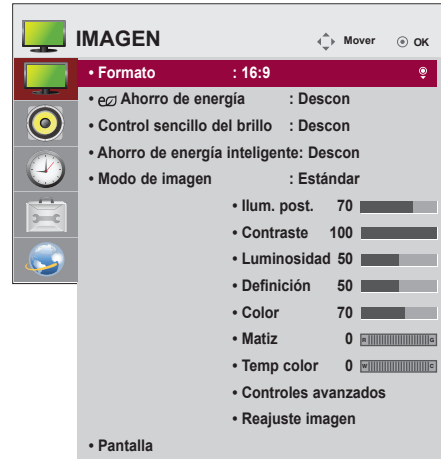 IMAGEN Mover OK
• Formato : 16:9
• Ahorro de energía : Descon
• Control sencillo del brillo : Descon
• Ahorro de energía inteligente: Descon
• Modo de imagen : Estándar
• Ilum. post. 70
• Contraste 100
• Luminosidad 50
• Definición 50
• Color 70
• Matiz 0 R G
• Temp color 0 W C
• Controles avanzados
• Reajuste imagen
• Pantalla